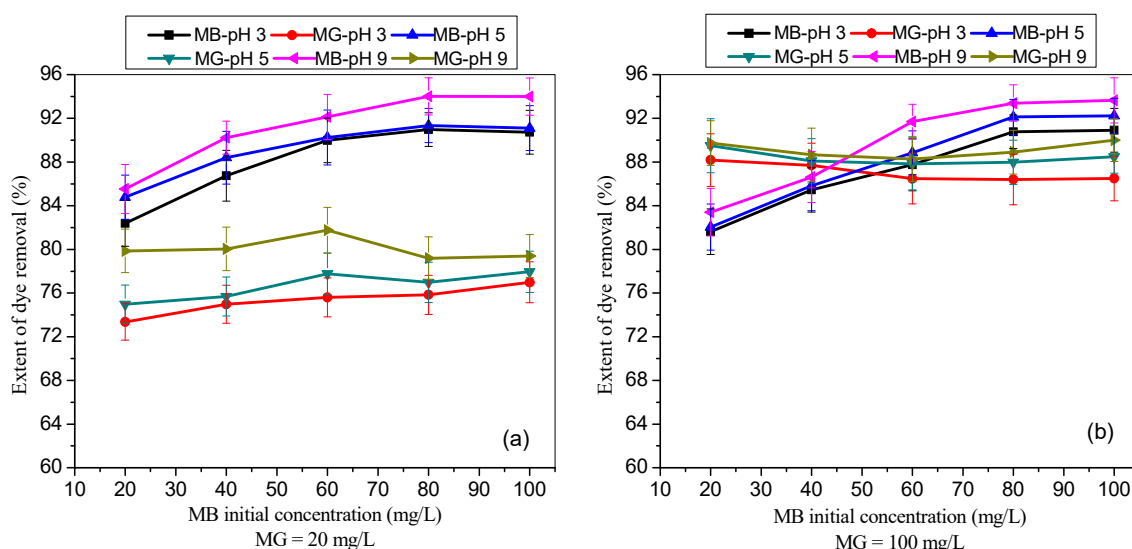 MB-pH 3 MG-pH 3 MB-pH 5
MG-pH 5 MB-pH 9 MG-pH 9
96
92
88
84
80
76
72
68
64
60
Extent of dye removal (%)
(a)
10 20 30 40 50 60 70 80 90 100
MB initial concentration (mg/L)
MG = 20 mg/L
MB-pH 3 MG-pH 3 MB-pH 5
MG-pH 5 MB-pH 9 MG-pH 9
96
92
88
84
80
76
72
68
64
60
Extent of dye removal (%)
(b)
10 20 30 40 50 60 70 80 90 100
MB initial concentration (mg/L)
MG = 100 mg/L